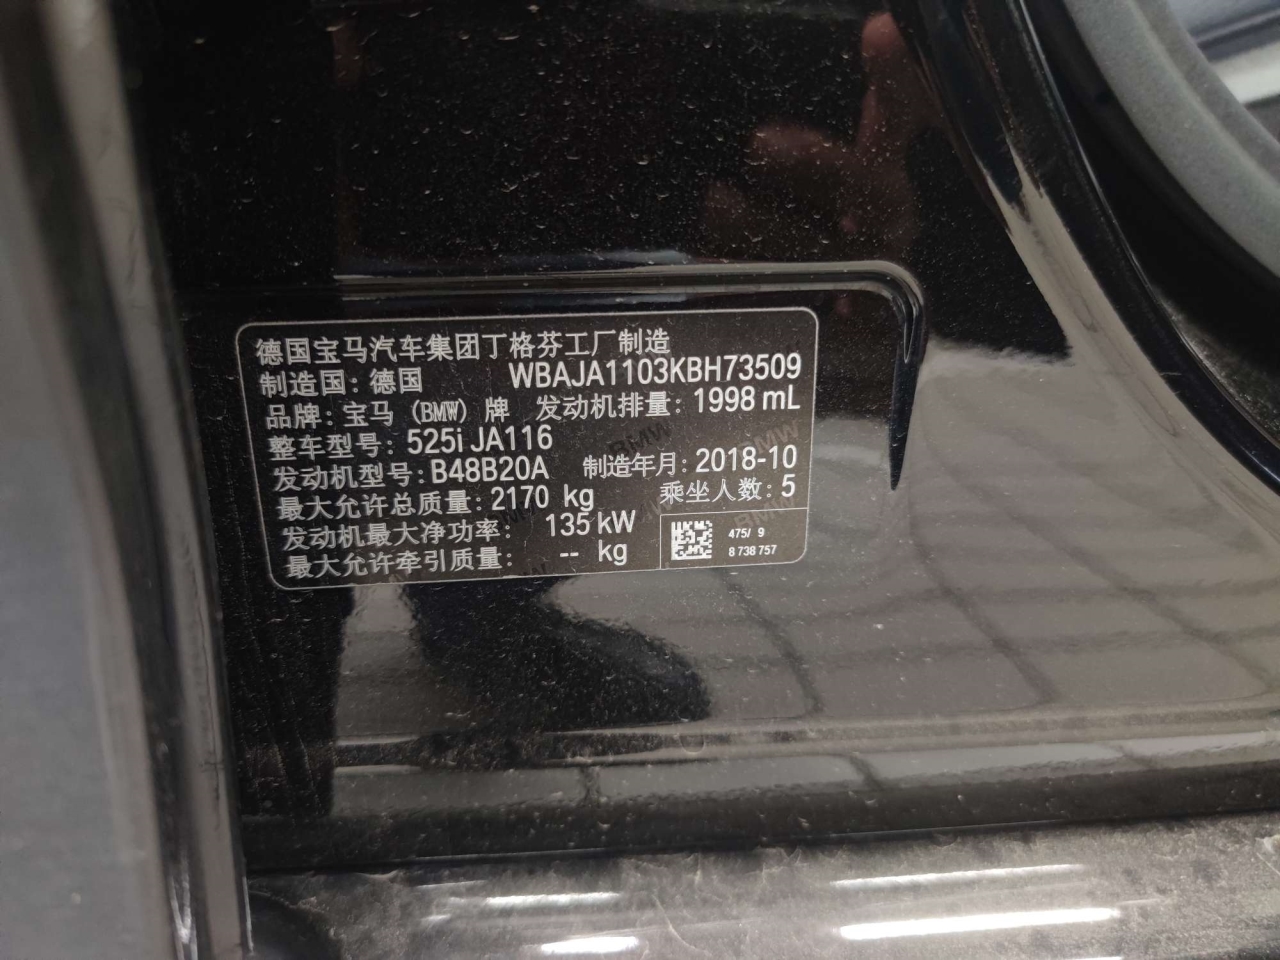 德国宝马汽车集团丁格芬工厂制造
制造国：德国 WBAJA1103KBH73509
品牌：宝马（BMW）牌 发动机排量：1998 mL
整车型号：525i JA116
发动机型号：B48B20A 制造年月：2018-10
最大允许总质量：2170 kg 乘坐人数：5
发动机最大净功率： 135 kW
最大允许牵引质量： -- kg
475/ 9
8 738 757
BMW
BMW
BMW